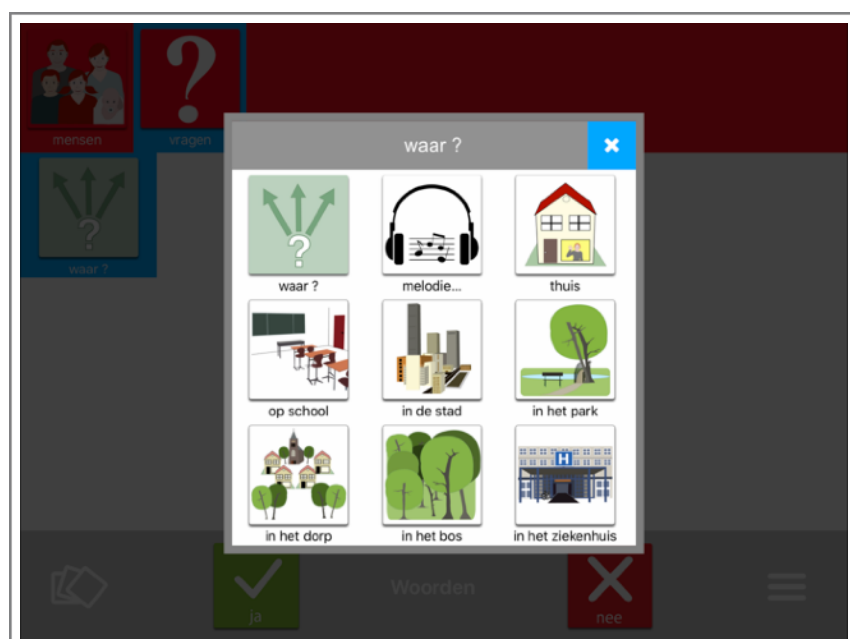 mensen
vragen
waar ?
waar ?
waar ?
melodie...
thuis
op school
in de stad
in het park
H
in het dorp
in het bos
in het ziekenhuis
ja
Woorden
nee